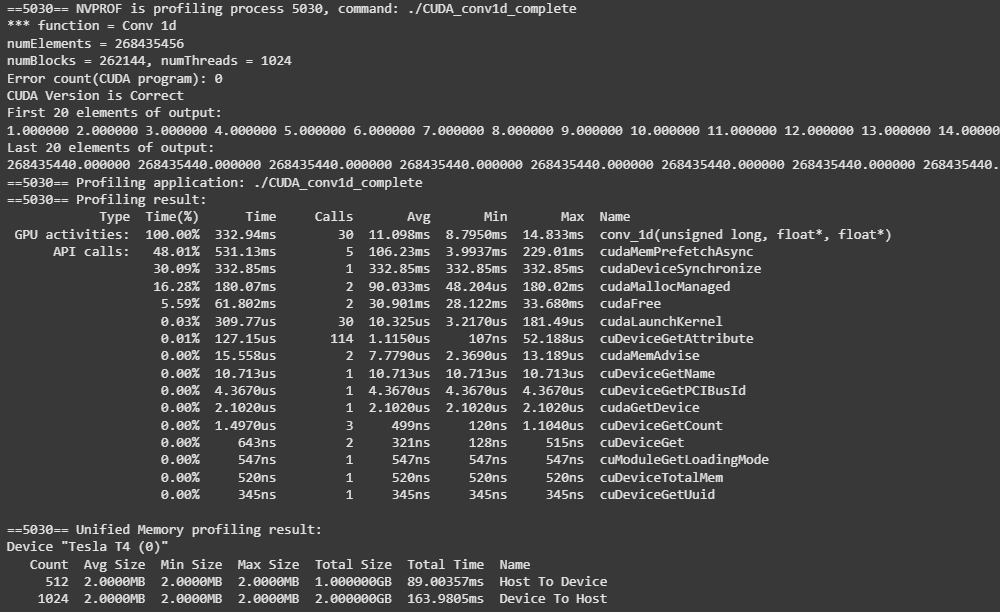 ==5030== NVPROF is profiling process 5030, command: ./CUDA_conv1d_complete
*** function = Conv 1d
numElements = 268435456
numBlocks = 262144, numThreads = 1024
Error count(CUDA program): 0
CUDA Version is Correct
First 20 elements of output:
1.000000 2.000000 3.000000 4.000000 5.000000 6.000000 7.000000 8.000000 9.000000 10.000000 11.000000 12.000000 13.000000 14.00000
Last 20 elements of output:
268435440.000000 268435440.000000 268435440.000000 268435440.000000 268435440.000000 268435440.000000 268435440.000000 268435440.
==5030== Profiling application: ./CUDA_conv1d_complete
==5030== Profiling result:
Type Time(%) Time Calls Avg Min Max Name
GPU activities: 100.00% 332.94ms 30 11.098ms 8.7950ms 14.833ms conv_1d(unsigned long, float*, float*)
API calls: 48.01% 531.13ms 5 106.23ms 3.9937ms 229.01ms cudaMemPrefetchAsync
30.09% 332.85ms 1 332.85ms 332.85ms 332.85ms cudaDeviceSynchronize
16.28% 180.07ms 2 90.033ms 48.204us 180.02ms cudaMallocManaged
5.59% 61.802ms 2 30.901ms 28.122ms 33.680ms cudaFree
0.03% 309.77us 30 10.325us 3.2170us 181.49us cudaLaunchKernel
0.01% 127.15us 114 1.1150us 107ns 52.188us cuDeviceGetAttribute
0.00% 15.558us 2 7.7790us 2.3690us 13.189us cudaMemAdvise
0.00% 10.713us 1 10.713us 10.713us 10.713us cuDeviceGetName
0.00% 4.3670us 1 4.3670us 4.3670us 4.3670us cuDeviceGetPCIBusId
0.00% 2.1020us 1 2.1020us 2.1020us 2.1020us cudaGetDevice
0.00% 1.4970us 3 499ns 120ns 1.1040us cuDeviceGetCount
0.00% 643ns 2 321ns 128ns 515ns cuDeviceGet
0.00% 547ns 1 547ns 547ns 547ns cuModuleGetLoadingMode
0.00% 520ns 1 520ns 520ns 520ns cuDeviceTotalMem
0.00% 345ns 1 345ns 345ns 345ns cuDeviceGetUuid
==5030== Unified Memory profiling result:
Device "Tesla T4 (0)"
Count Avg Size Min Size Max Size Total Size Total Time Name
512 2.0000MB 2.0000MB 2.0000MB 1.000000GB 89.00357ms Host To Device
1024 2.0000MB 2.0000MB 2.0000MB 2.000000GB 163.9805ms Device To Host